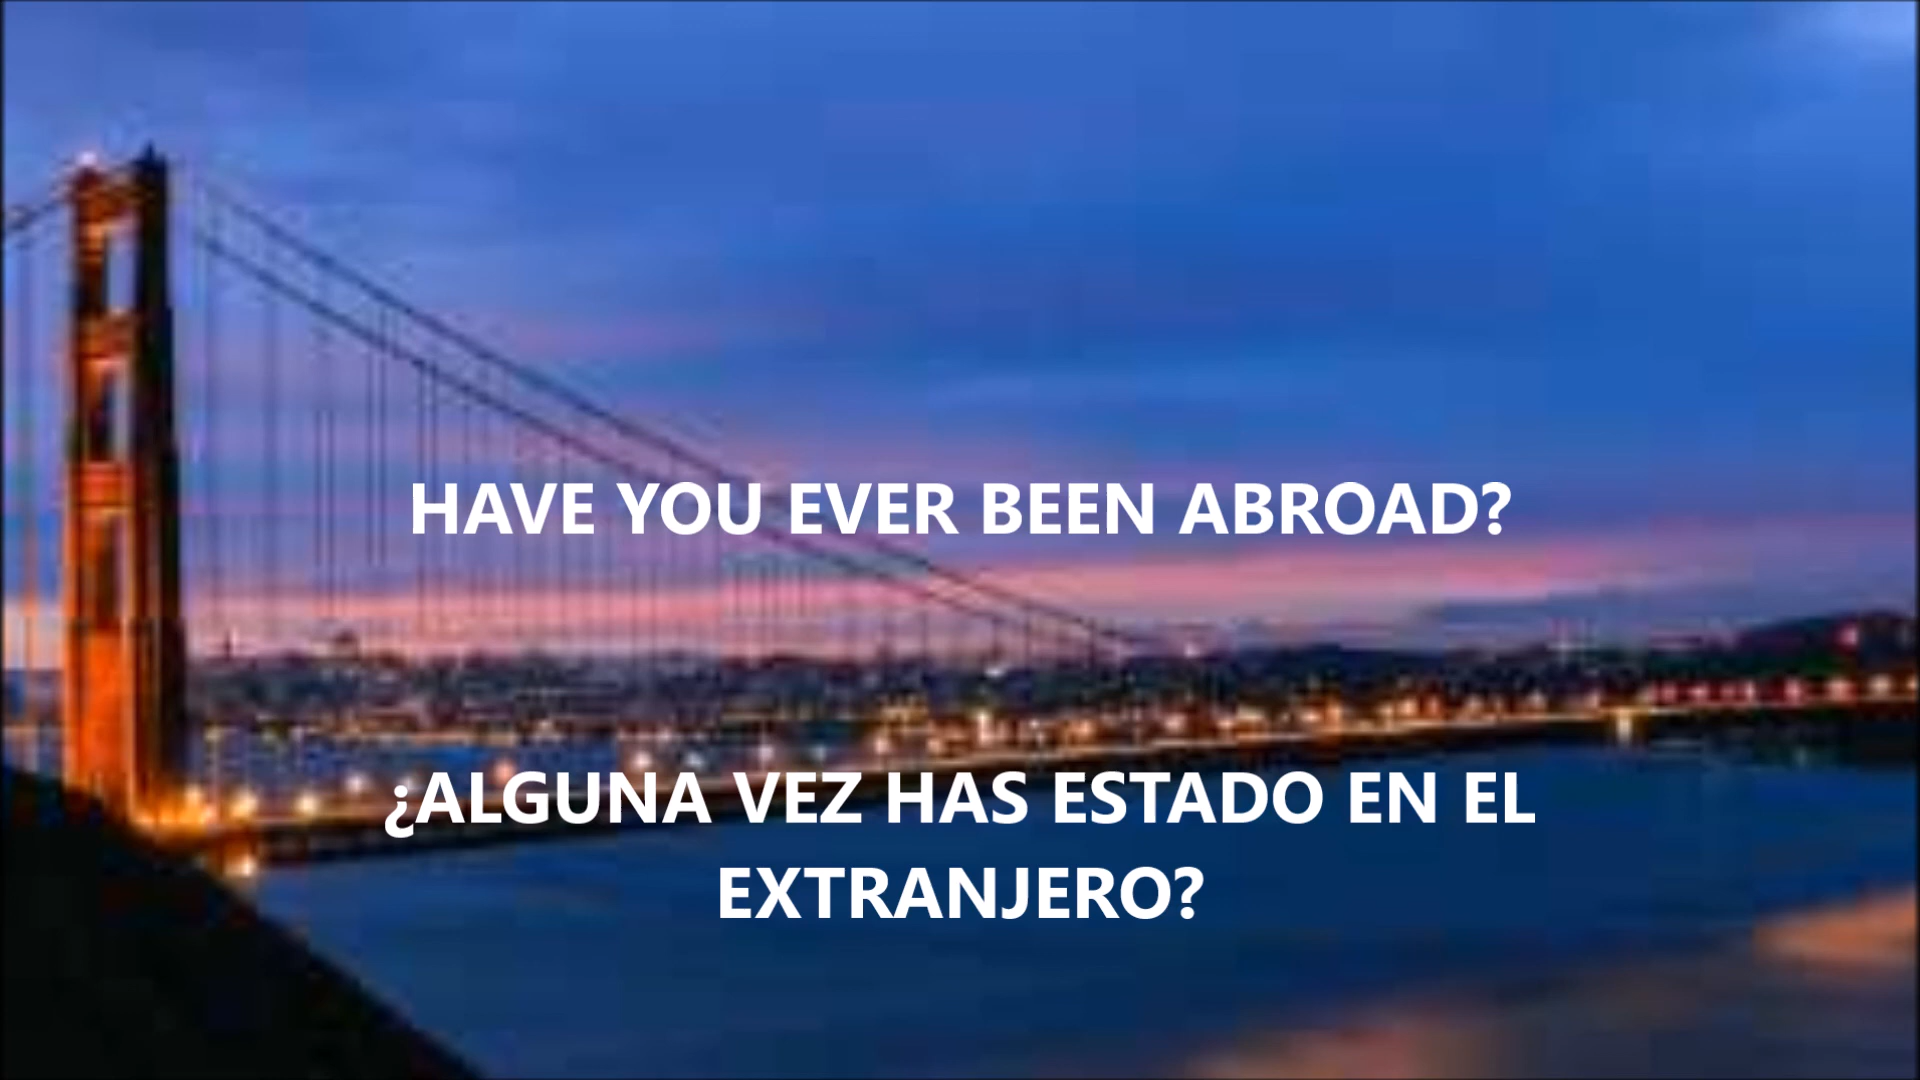 HAVE YOU EVER BEEN ABROAD?
¿ALGUNA VEZ HAS ESTADO EN EL
EXTRANJERO?